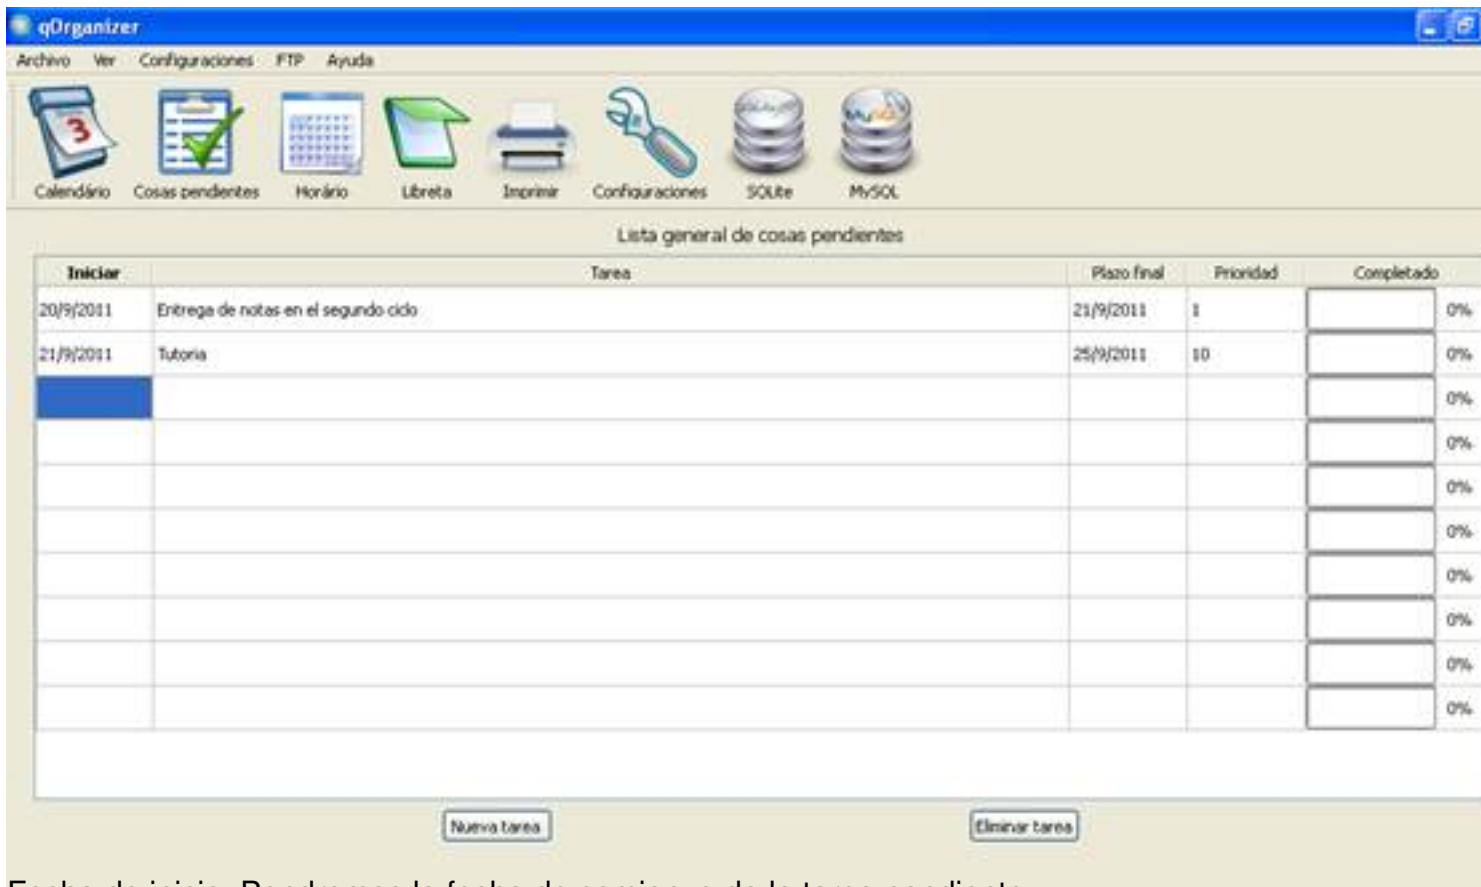 qOrganizer
Archivo Ver Configuraciones FTP Ayuda
3
Calendário Cosas pendientes Horário Libreta Imprimir Configuraciones SQLite MySQL
Lista general de cosas pendientes
Iniciar Tarea Plazo final Prioridad Completado
20/9/2011 Entrega de notas en el segundo ciclo 21/9/2011 1 0%
21/9/2011 Tutoria 25/9/2011 10 0%
0%
0%
0%
0%
0%
0%
0%
0%
Nueva tarea Eliminar tarea